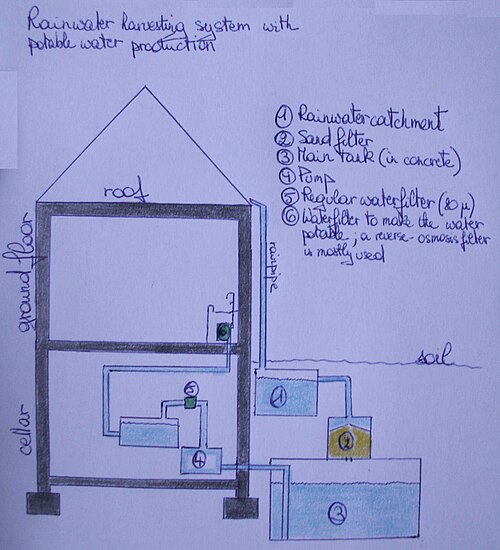 Rainwater harvesting system with
potable water production
① Rainwatercatchment
② Sand filter
③ Main tank (in concrete)
④ Pump
⑤ Regular waterfilter (20 µ)
⑥ Waterfilter to make the water
potable; a reverse-osmosis filter
is mostly used
roof
ground floor
rainpipe
6
soil
cellar
5
1
2
4
3